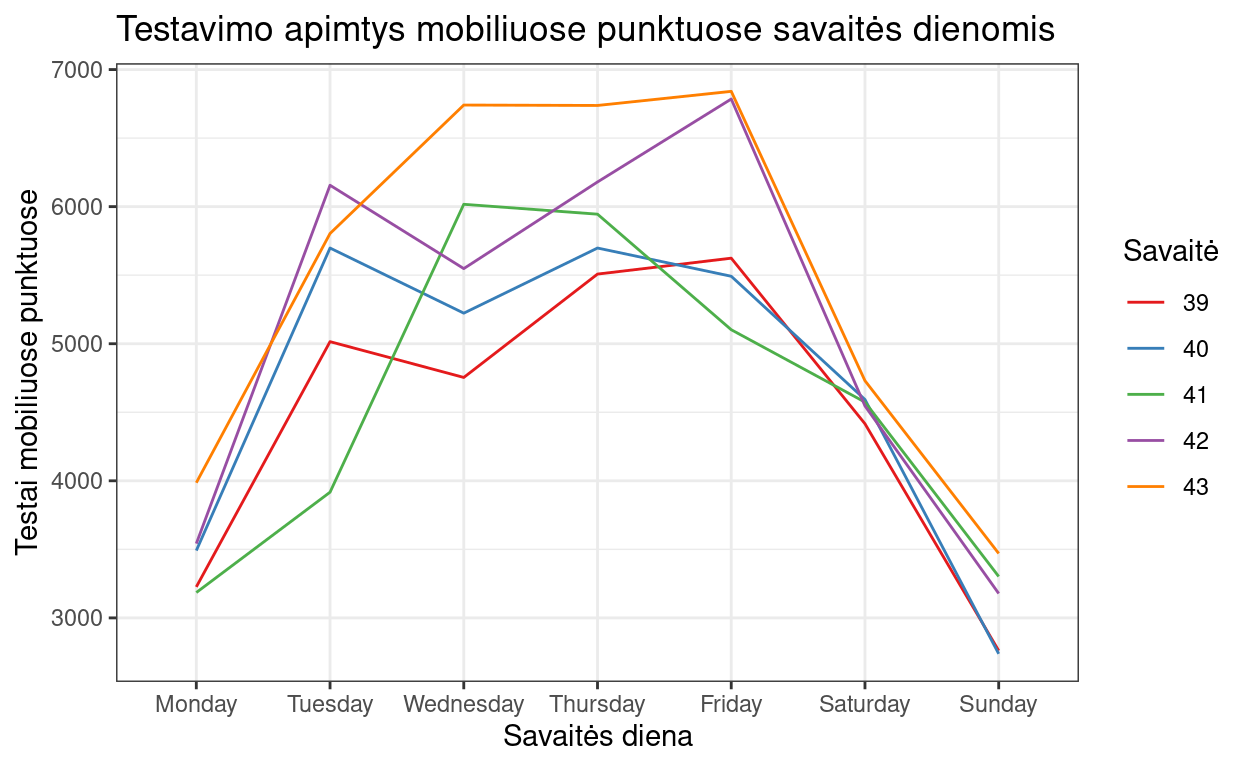 Testavimo apimtys mobiliuose punktuose savaitės dienomis
Testai mobiliuose punktuose
7000
6000
5000
4000
3000
Monday Tuesday Wednesday Thursday Friday Saturday Sunday
Savaitės diena
Savaitė
39
40
41
42
43